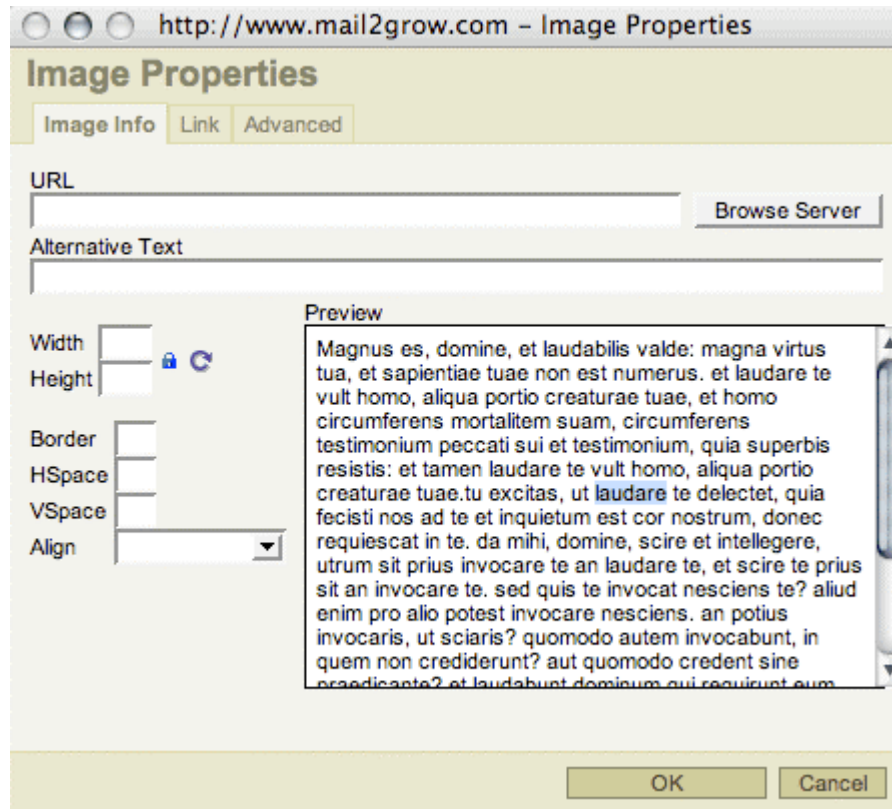 http://www.mail2grow.com – Image Properties
Image Properties
Image Info Link Advanced
URL
Browse Server
Alternative Text
Preview
Width
Height
Border
HSpace
VSpace
Align
Magnus es, domine, et laudabilis valde: magna virtus
tua, et sapientiae tuae non est numerus. et laudare te
vult homo, aliqua portio creaturae tuae, et homo
circumferens mortalitem suam, circumferens
testimonium peccati sui et testimonium, quia superbis
resistis: et tamen laudare te vult homo, aliqua portio
creaturae tuae.tu excitas, ut laudare te delectet, quia
fecisti nos ad te et inquietum est cor nostrum, donec
requiescat in te. da mihi, domine, scire et intellegere,
utrum sit prius invocare te an laudare te, et scire te prius
sit an invocare te. sed quis te invocat nesciens te? aliud
enim pro alio potest invocare nesciens. an potius
invocaris, ut sciaris? quomodo autem invocabunt, in
quem non crediderunt? aut quomodo credent sine
praedicante? et laudabunt dominum qui requirunt eum
OK Cancel